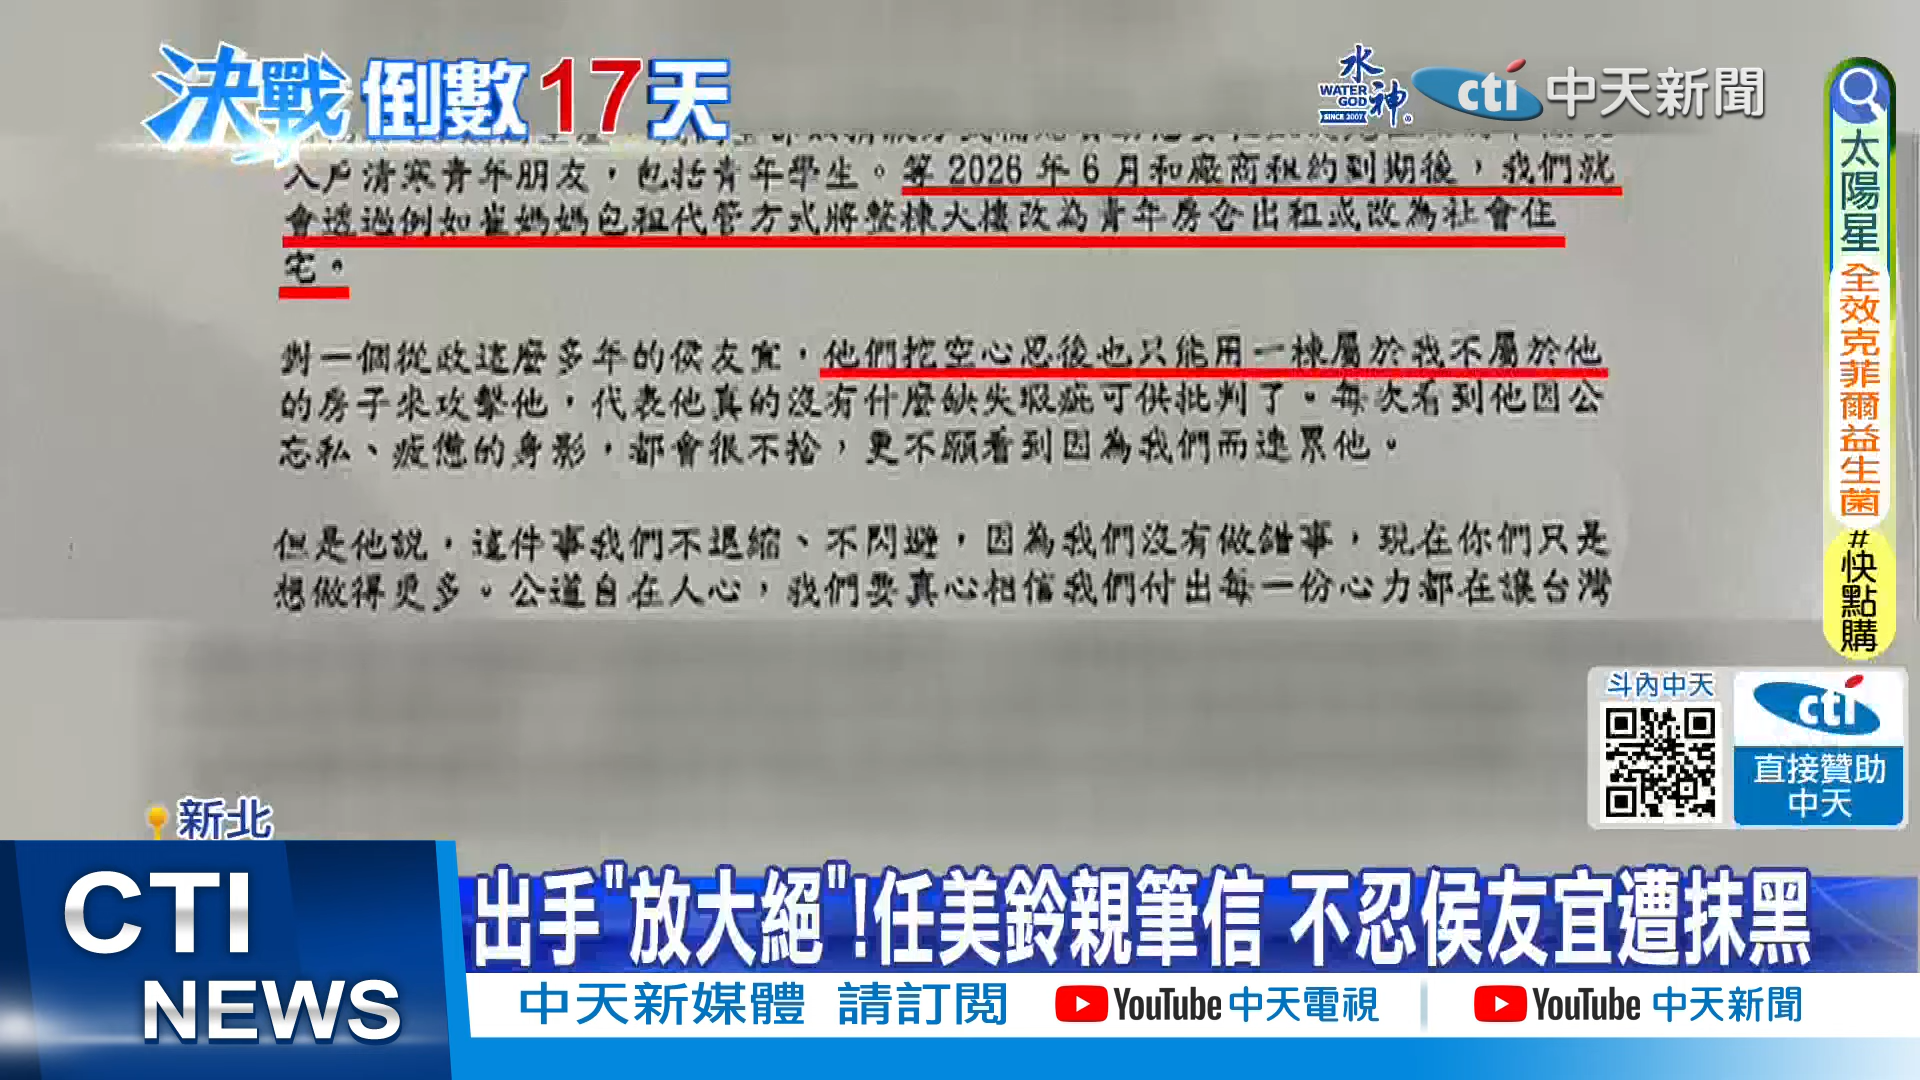 決戰倒數17天
水神
WATER GOD
SINCE 2007
cti 中天新聞
入戶清寒青年朋友，包括青年學生。等 2026 年 6 月和廠商租約到期後，我們就
會透過例如崔媽媽包租代管方式將整棟大樓改為青年房舍出租或改為社會住
宅。
對一個從政這麼多年的侯友宜，他們挖空心思後也只能用一棟屬於我不屬於他
的房子來攻擊他，代表他真的沒有什麼缺失瑕疵可供批判了。每次看到他因公
忘私、疲憊的身影，都會很不捨，更不願看到因為我們而連累他。
但是他說，這件事我們不退縮、不閃避，因為我們沒有做錯事，現在你們只是
想做得更多。公道自在人心，我們要真心相信我們付出每一份心力都在讓台灣
太陽星
全效克菲爾益生菌
#快點購
斗內中天
cti
直接贊助
中天
新北
CTI
NEWS
出手"放大絕"!任美鈴親筆信 不忍侯友宜遭抹黑
中天新媒體 請訂閱 YouTube 中天電視 YouTube 中天新聞